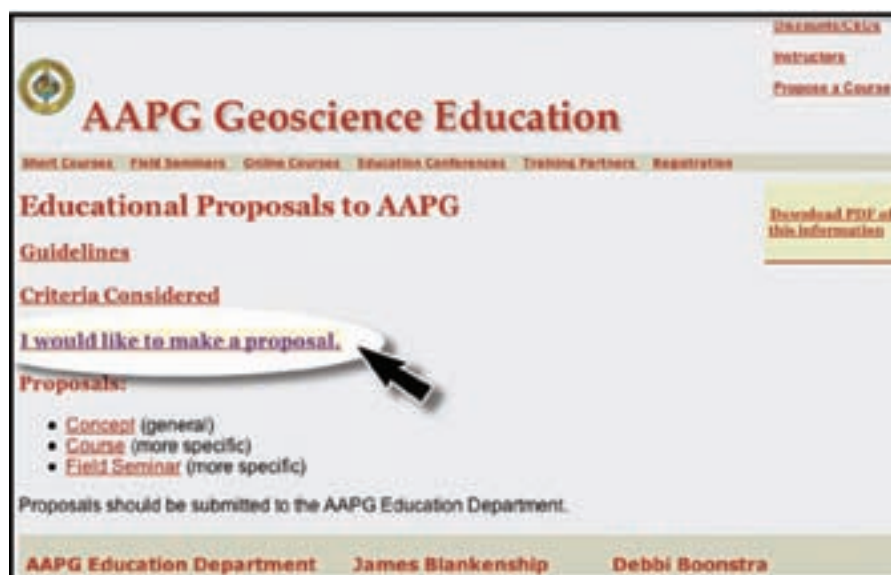 Discounts/CEUs
Instructors
Propose a Course
AAPG Geoscience Education
Short Courses Field Seminars Online Courses Education Conferences Training Partners Registration
Educational Proposals to AAPG
Download PDF of
this information
Guidelines
Criteria Considered
I would like to make a proposal.
Proposals:
• Concept (general)
• Course (more specific)
• Field Seminar (more specific)
Proposals should be submitted to the AAPG Education Department.
AAPG Education Department James Blankenship Debbi Boonstra